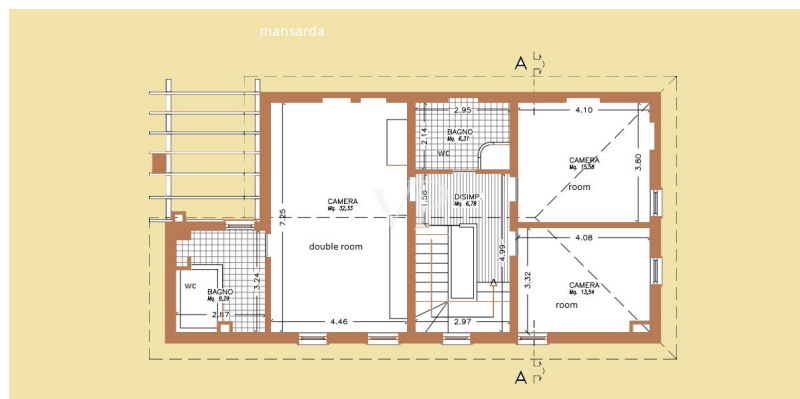 mansarda
A
2.95
4.10
2.14
BAGNO
Mq. 6,31
WC
CAMERA
Mq. 15,58
room
3.80
CAMERA
Mq. 32,33
double room
7.25
1.58
DISIMP.
Mq. 6,78
4.99
4.08
3.32
CAMERA
Mq. 13,54
room
WC
BAGNO
Mq. 9,29
3.24
2.87
4.46
2.97
A